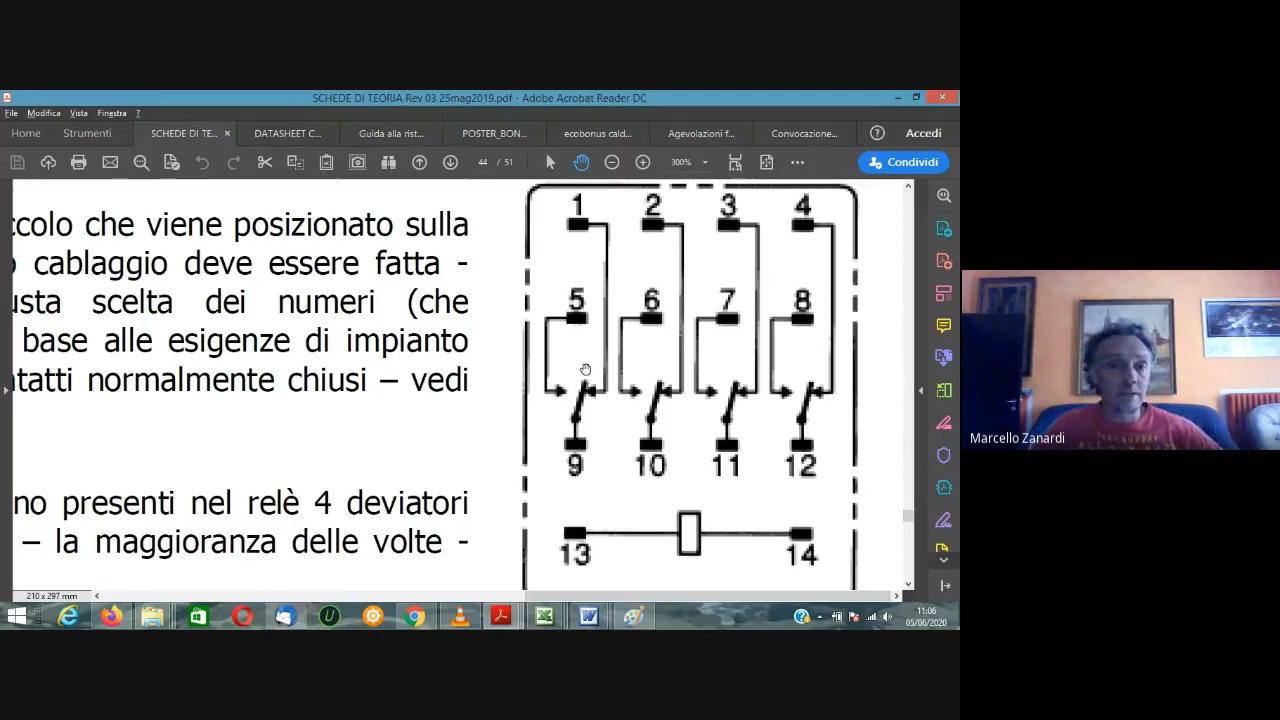 SCHEDE DI TEORIA Rev 03 25mag2019.pdf - Adobe Acrobat Reader DC
File Modifica Vista Finestra ?
Home Strumenti SCHEDE DI TE... × DATASHEET C... Guida alla rist... POSTER_BON... ecobonus cald... Agevolazioni f... Convocazione... Accedi
44 / 51 300% Condividi
ccolo che viene posizionato sulla
o cablaggio deve essere fatta -
usta scelta dei numeri (che
base alle esigenze di impianto
ntatti normalmente chiusi – vedi
no presenti nel relè 4 deviatori
– la maggioranza delle volte -
1 2 3 4
5 6 7 8
9 10 11 12
13 14
210 x 297 mm
11:06
05/06/2020
Marcello Zanardi